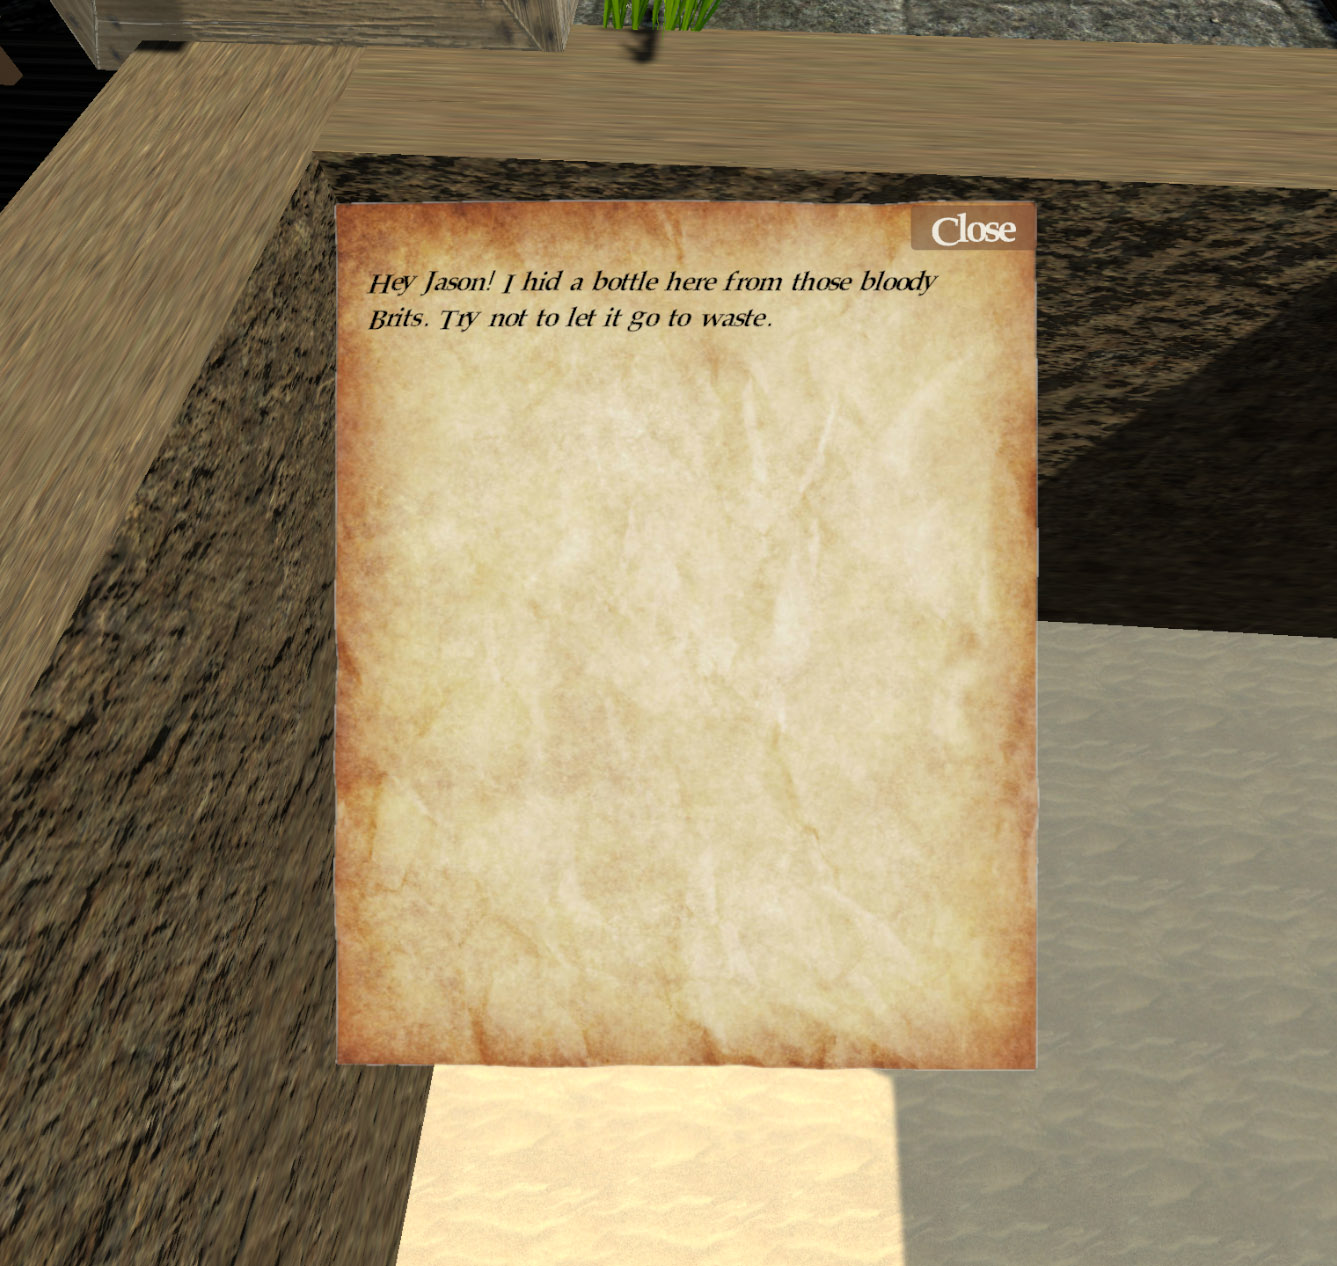 Close
Hey Jason! I hid a bottle here from those bloody
Brits. Try not to let it go to waste.